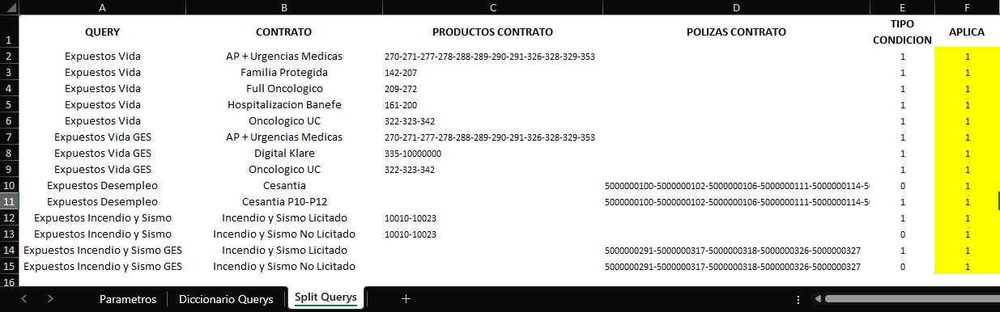 A B C D E F
1 QUERY CONTRATO PRODUCTOS CONTRATO POLIZAS CONTRATO TIPO CONDICION APLICA
2 Expuestos Vida AP + Urgencias Medicas 270-271-277-278-288-289-290-291-326-328-329-353 1 1
3 Expuestos Vida Familia Protegida 142-207 1 1
4 Expuestos Vida Full Oncologico 209-272 1 1
5 Expuestos Vida Hospitalizacion Banefe 161-200 1 1
6 Expuestos Vida Oncologico UC 322-323-342 1 1
7 Expuestos Vida GES AP + Urgencias Medicas 270-271-277-278-288-289-290-291-326-328-329-353 1 1
8 Expuestos Vida GES Digital Klare 335-10000000 1 1
9 Expuestos Vida GES Oncologico UC 322-323-342 1 1
10 Expuestos Desempleo Cesantia 5000000100-5000000102-5000000106-5000000111-5000000114-50 0 1
11 Expuestos Desempleo Cesantia P10-P12 5000000100-5000000102-5000000106-5000000111-5000000114-50 1 1
12 Expuestos Incendio y Sismo Incendio y Sismo Licitado 10010-10023 1 1
13 Expuestos Incendio y Sismo Incendio y Sismo No Licitado 10010-10023 0 1
14 Expuestos Incendio y Sismo GES Incendio y Sismo Licitado 5000000291-5000000317-5000000318-5000000326-5000000327 1 1
15 Expuestos Incendio y Sismo GES Incendio y Sismo No Licitado 5000000291-5000000317-5000000318-5000000326-5000000327 0 1
16
Parametros Diccionario Querys Split Querys